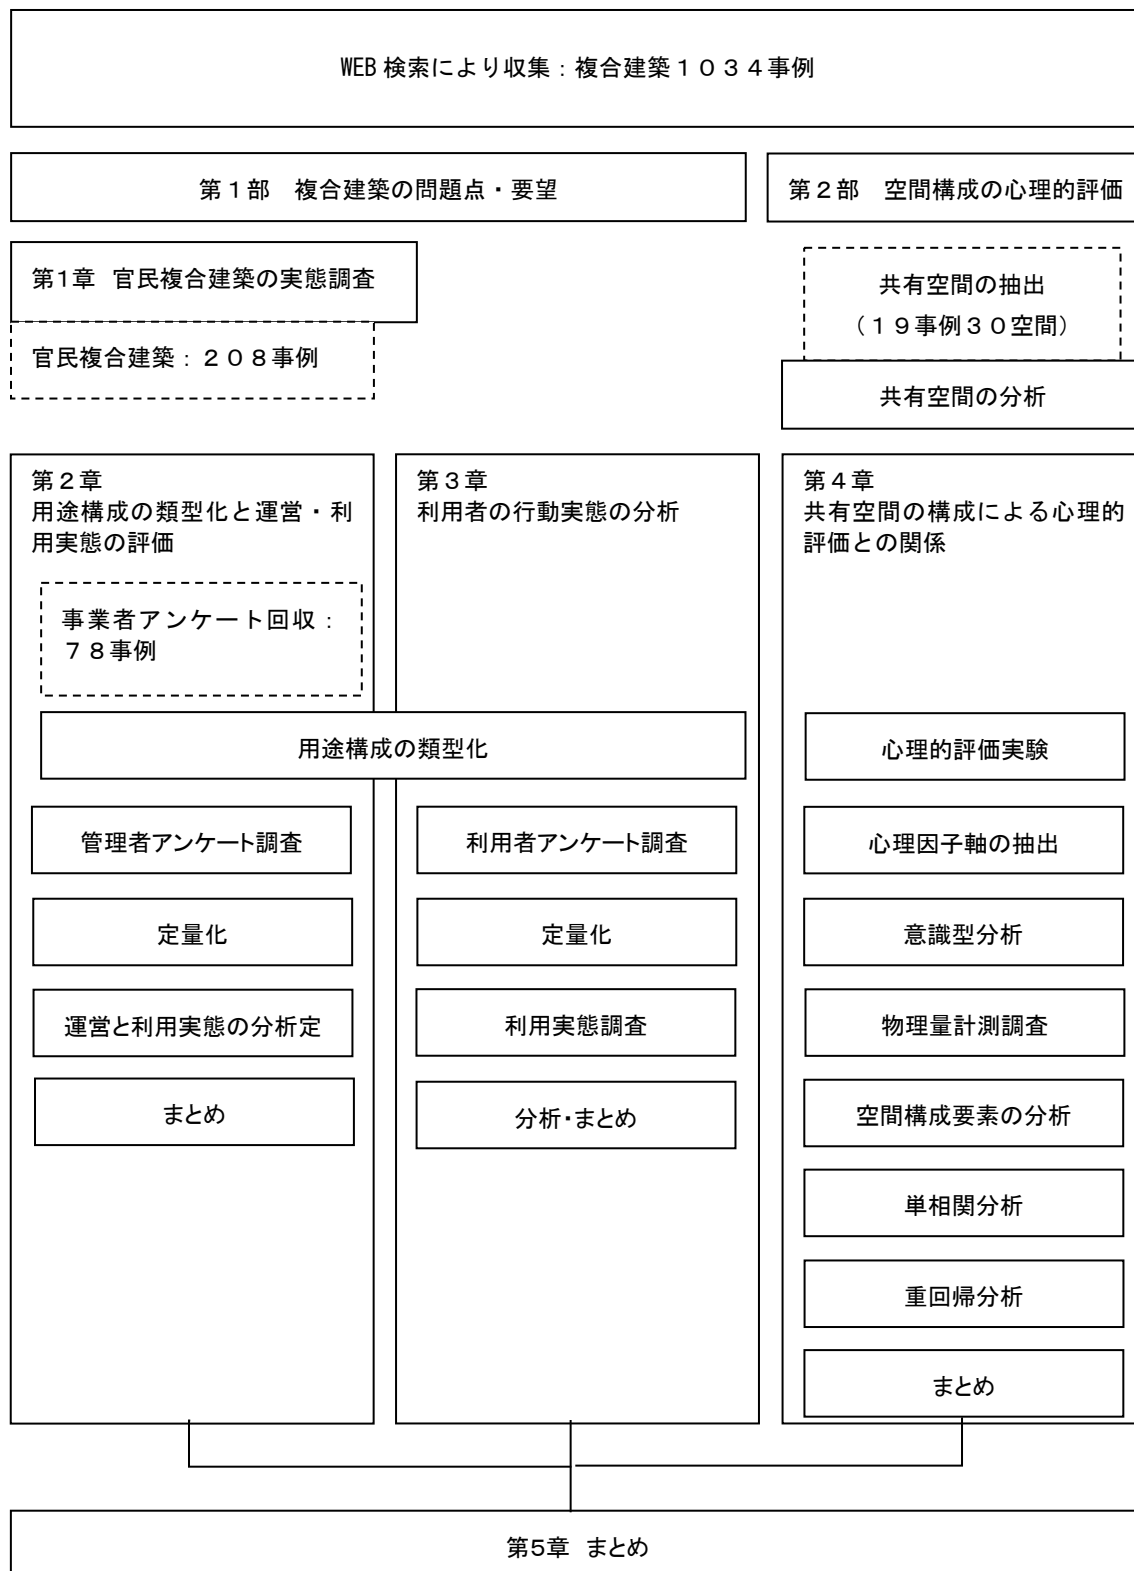 WEB検索により収集：複合建築１０３４事例
第１部　複合建築の問題点・要望
第２部　空間構成の心理的評価
第1章　官民複合建築の実態調査
官民複合建築：２０８事例
共有空間の抽出
（１９事例３０空間）
共有空間の分析
第２章
用途構成の類型化と運営・利
用実態の評価
事業者アンケート回収：
７８事例
第３章
利用者の行動実態の分析
第４章
共有空間の構成による心理的
評価との関係
用途構成の類型化
管理者アンケート調査
定量化
運営と利用実態の分析定
まとめ
利用者アンケート調査
定量化
利用実態調査
分析・まとめ
心理的評価実験
心理因子軸の抽出
意識型分析
物理量計測調査
空間構成要素の分析
単相関分析
重回帰分析
まとめ
第5章　まとめ